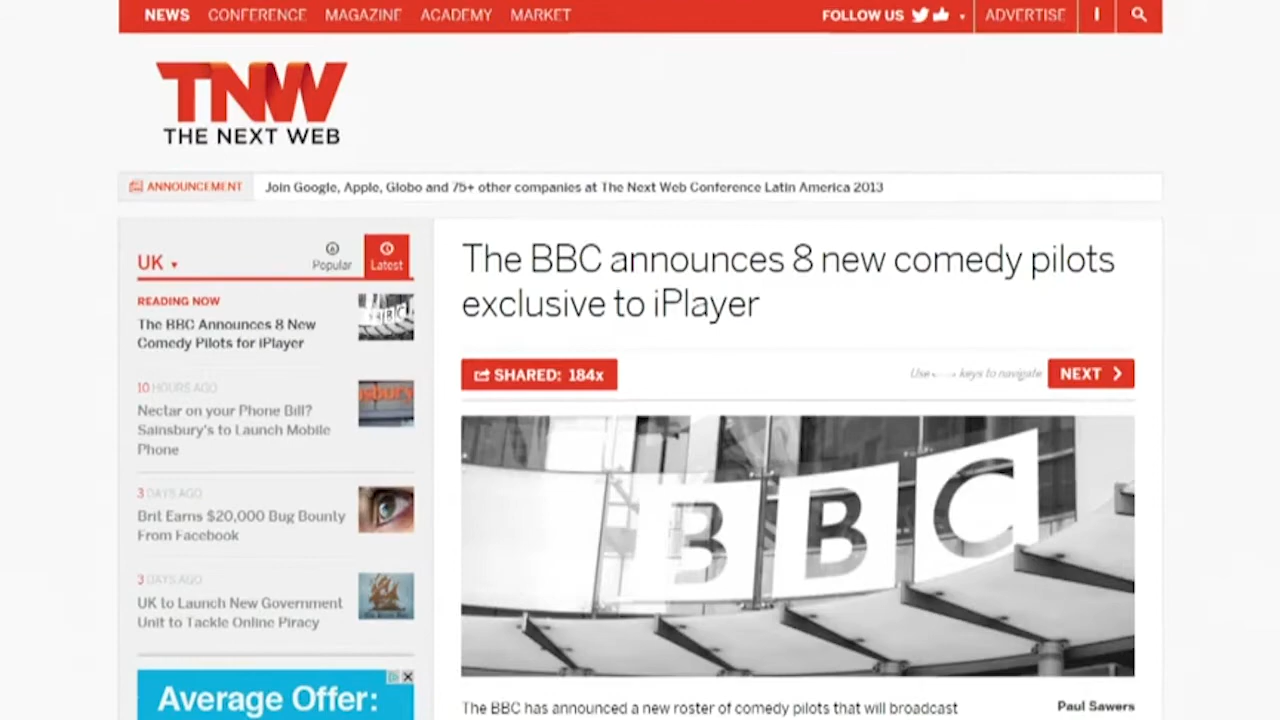 NEWS CONFERENCE MAGAZINE ACADEMY MARKET FOLLOW US ADVERTISE
TNW
THE NEXT WEB
ANNOUNCEMENT Join Google, Apple, Globo and 75+ other companies at The Next Web Conference Latin America 2013
UK Popular Latest
READING NOW
The BBC Announces 8 New
Comedy Pilots for iPlayer
10 HOURS AGO
Nectar on your Phone Bill?
Sainsbury's to Launch Mobile
Phone
3 DAYS AGO
Brit Earns $20,000 Bug Bounty
From Facebook
3 DAYS AGO
UK to Launch New Government
Unit to Tackle Online Piracy
Average Offer:
The BBC announces 8 new comedy pilots
exclusive to iPlayer
SHARED: 184x
Use keys to navigate NEXT
BBC
The BBC has announced a new roster of comedy pilots that will broadcast
Paul Sawers